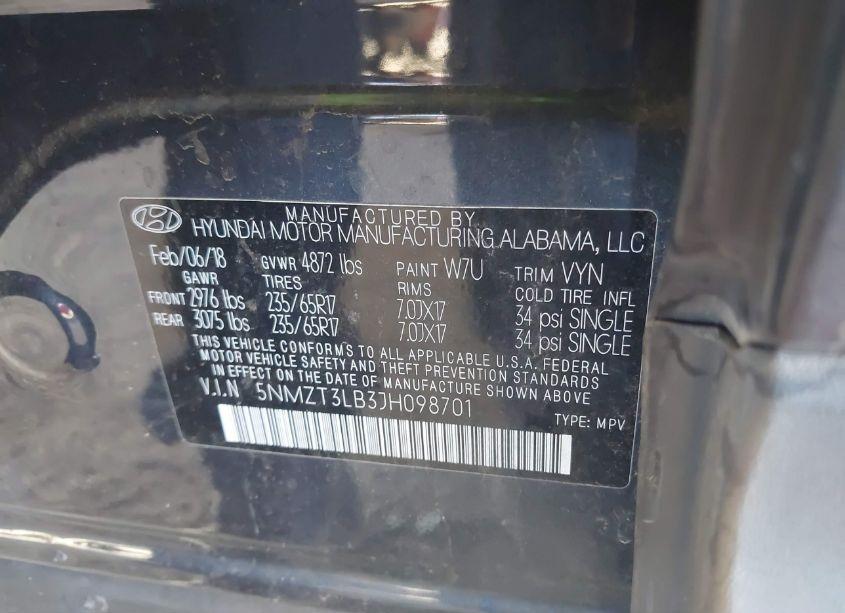 MANUFACTURED BY
HYUNDAI MOTOR MANUFACTURING ALABAMA, LLC
Feb/06/18 GVWR 4872 lbs PAINT W7U TRIM VYN
GAWR TIRES RIMS COLD TIRE INFL
FRONT 2976 lbs 235/65R17 7.0JX17 34 psi SINGLE
REAR 3075 lbs 235/65R17 7.0JX17 34 psi SINGLE
THIS VEHICLE CONFORMS TO ALL APPLICABLE U.S.A. FEDERAL
MOTOR VEHICLE SAFETY AND THEFT PREVENTION STANDARDS
IN EFFECT ON THE DATE OF MANUFACTURE SHOWN ABOVE
V.I.N 5NMZT3LB3JH098701
TYPE: MPV